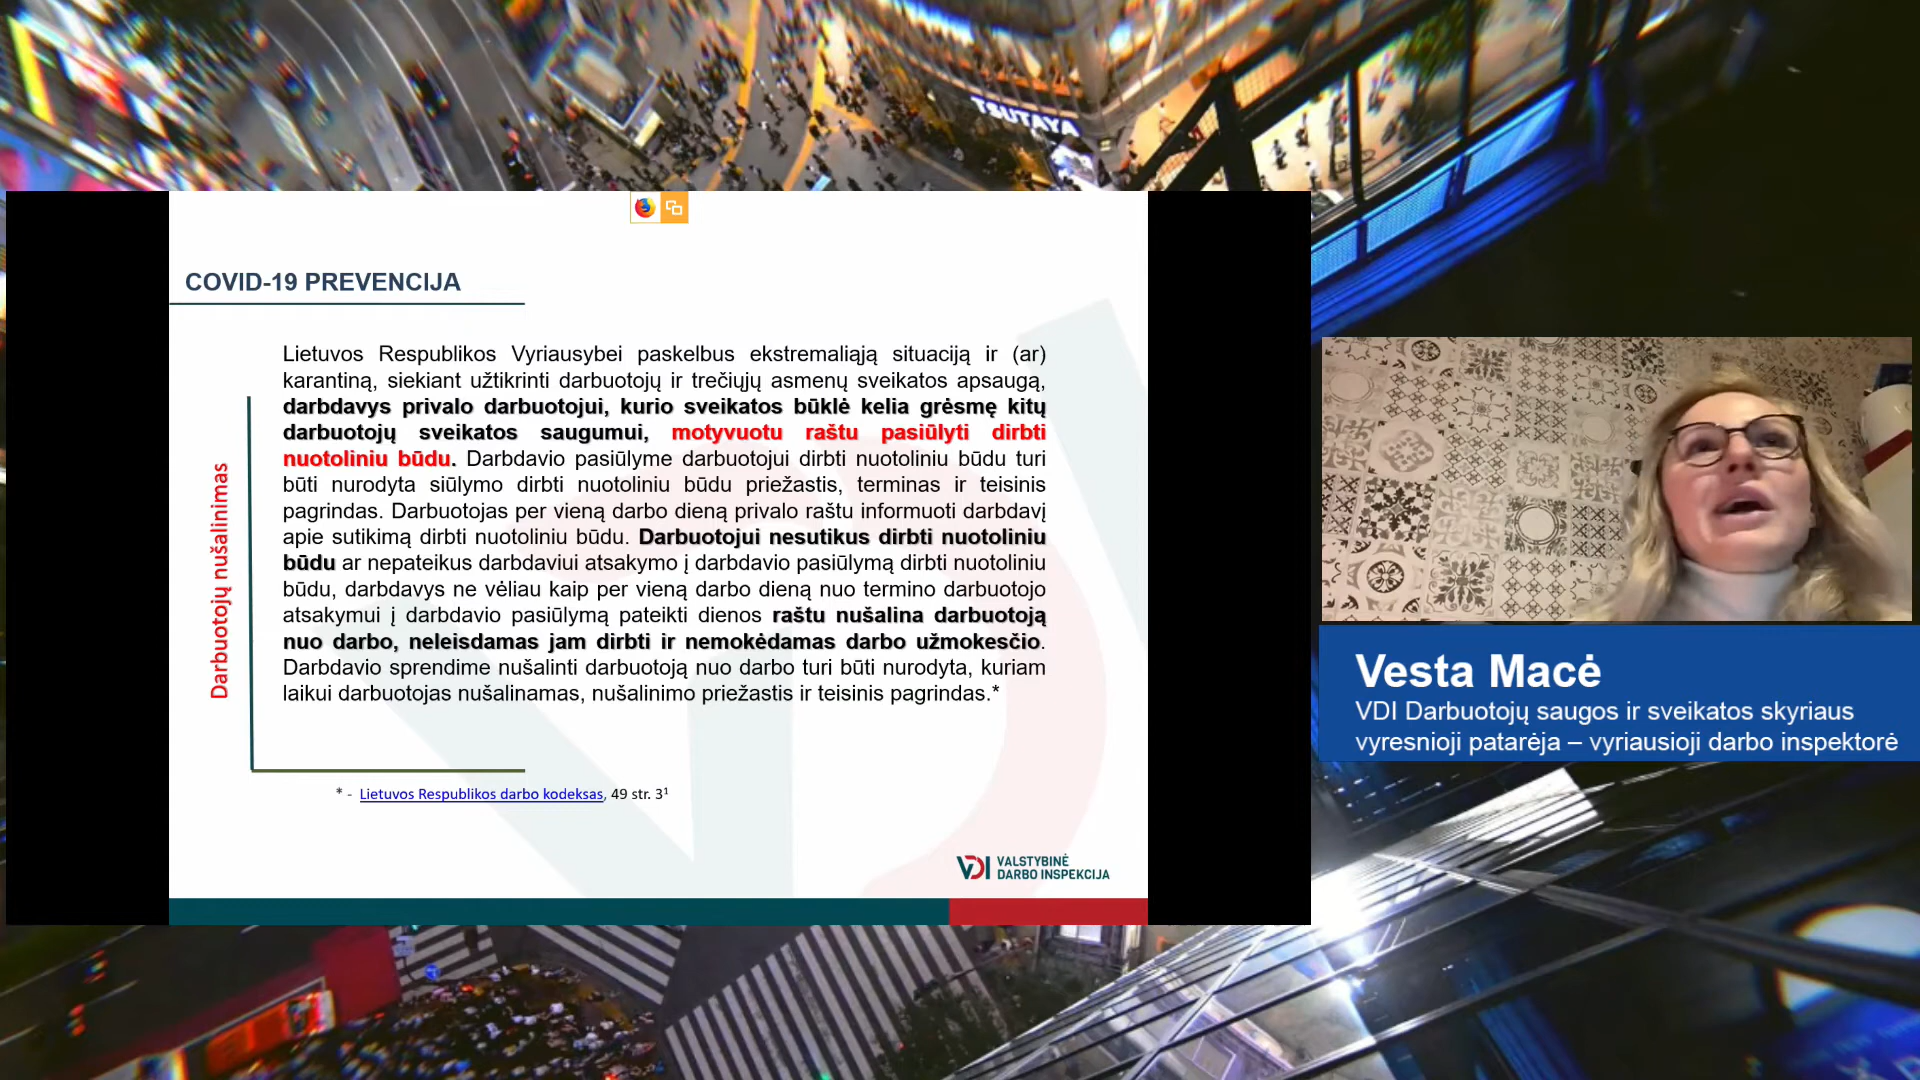 TSUTAYA
COVID-19 PREVENCIJA
Darbuotojų nušalinimas
Lietuvos Respublikos Vyriausybei paskelbus ekstremaliąją situaciją ir (ar)
karantiną, siekiant užtikrinti darbuotojų ir trečiųjų asmenų sveikatos apsaugą,
darbdavys privalo darbuotojui, kurio sveikatos būklė kelia grėsmę kitų
darbuotojų sveikatos saugumui, motyvuotu raštu pasiūlyti dirbti
nuotoliniu būdu. Darbdavio pasiūlyme darbuotojui dirbti nuotoliniu būdu turi
būti nurodyta siūlymo dirbti nuotoliniu būdu priežastis, terminas ir teisinis
pagrindas. Darbuotojas per vieną darbo dieną privalo raštu informuoti darbdavį
apie sutikimą dirbti nuotoliniu būdu. Darbuotojui nesutikus dirbti nuotoliniu
būdu ar nepateikus darbdaviui atsakymo į darbdavio pasiūlymą dirbti nuotoliniu
būdu, darbdavys ne vėliau kaip per vieną darbo dieną nuo termino darbuotojo
atsakymui į darbdavio pasiūlymą pateikti dienos raštu nušalina darbuotoją
nuo darbo, neleisdamas jam dirbti ir nemokėdamas darbo užmokesčio.
Darbdavio sprendime nušalinti darbuotoją nuo darbo turi būti nurodyta, kuriam
laikui darbuotojas nušalinamas, nušalinimo priežastis ir teisinis pagrindas.*
* - Lietuvos Respublikos darbo kodeksas, 49 str. 3¹
VDI VALSTYBINĖ
DARBO INSPEKCIJA
Vesta Macė
VDI Darbuotojų saugos ir sveikatos skyriaus
vyresnioji patarėja – vyriausioji darbo inspektorė